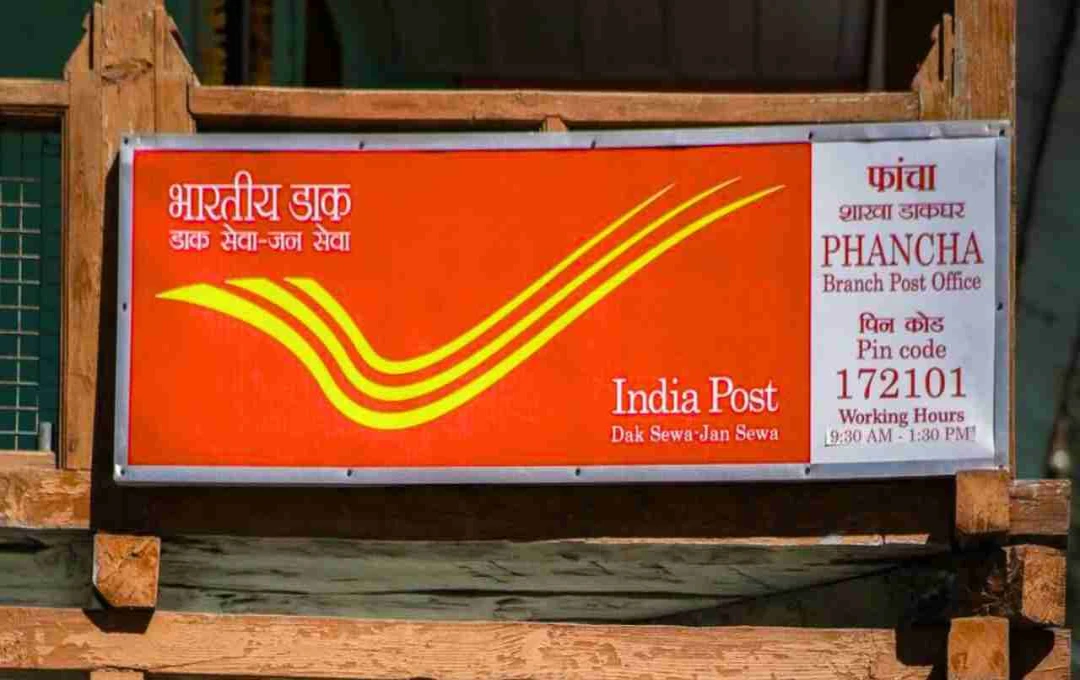 भारतीय डाक
डाक सेवा-जन सेवा
India Post
Dak Sewa-Jan Sewa
फांचा
शाखा डाकघर
PHANCHA
Branch Post Office
पिन कोड
Pin code
172101
Working Hours
9:30 AM - 1:30 PM